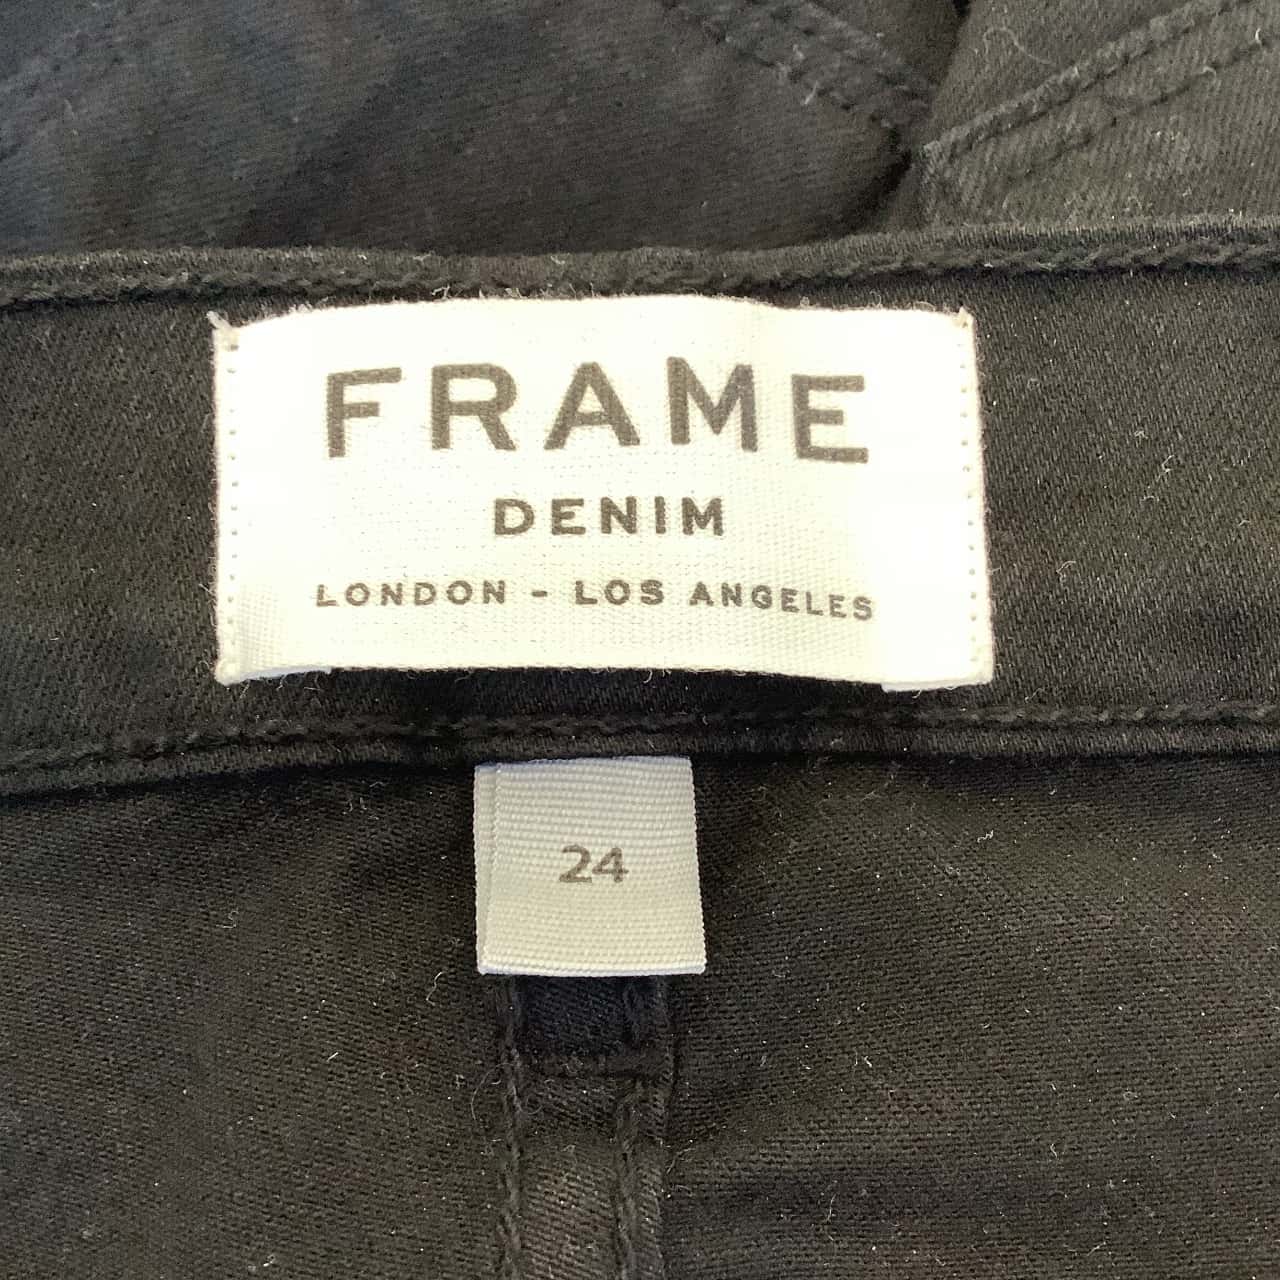 FRAME
DENIM
LONDON - LOS ANGELES
24